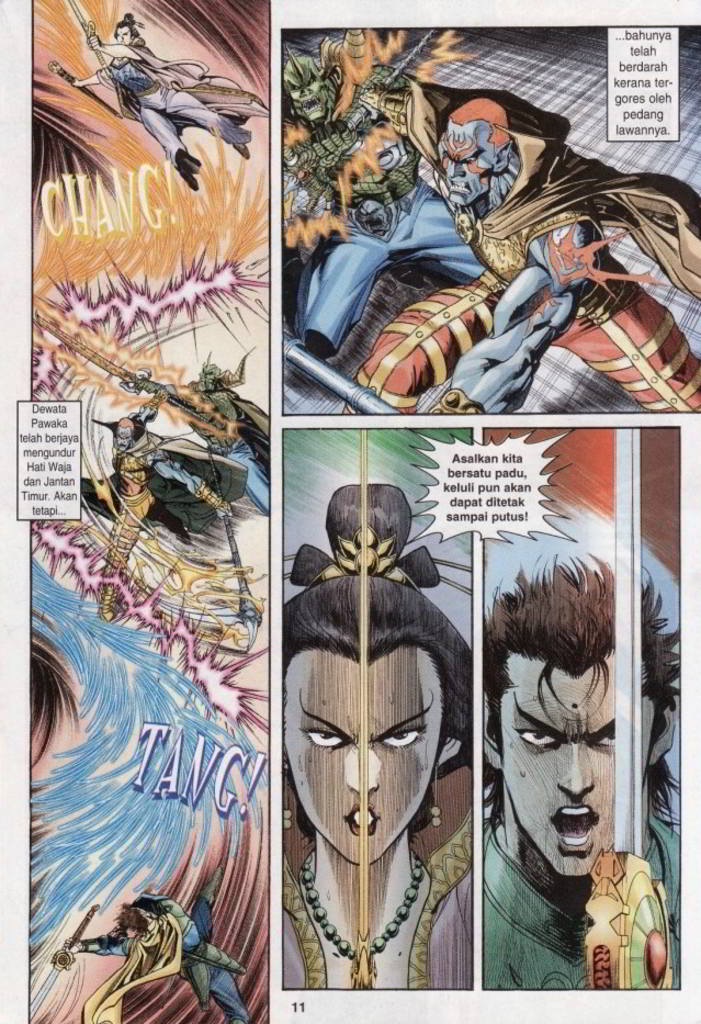 CHANG!
Dewata
Pawaka
telah berjaya
mengundur
Hati Waja
dan Jantan
Timur. Akan
tetapi...
TANG!
...bahunya
telah
berdarah
kerana ter-
gores oleh
pedang
lawannya.
Asalkan kita
bersatu padu,
keluli pun akan
dapat ditetak
sampai putus!
11